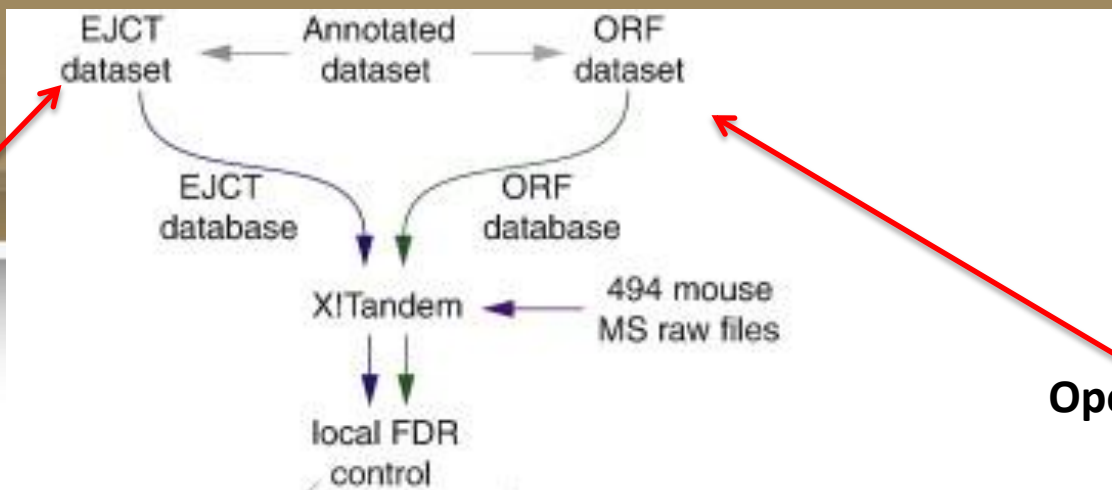 EJCT
dataset
Annotated
dataset
ORF
dataset
EJCT
database
ORF
database
X!Tandem
494 mouse
MS raw files
local FDR
control
Ope